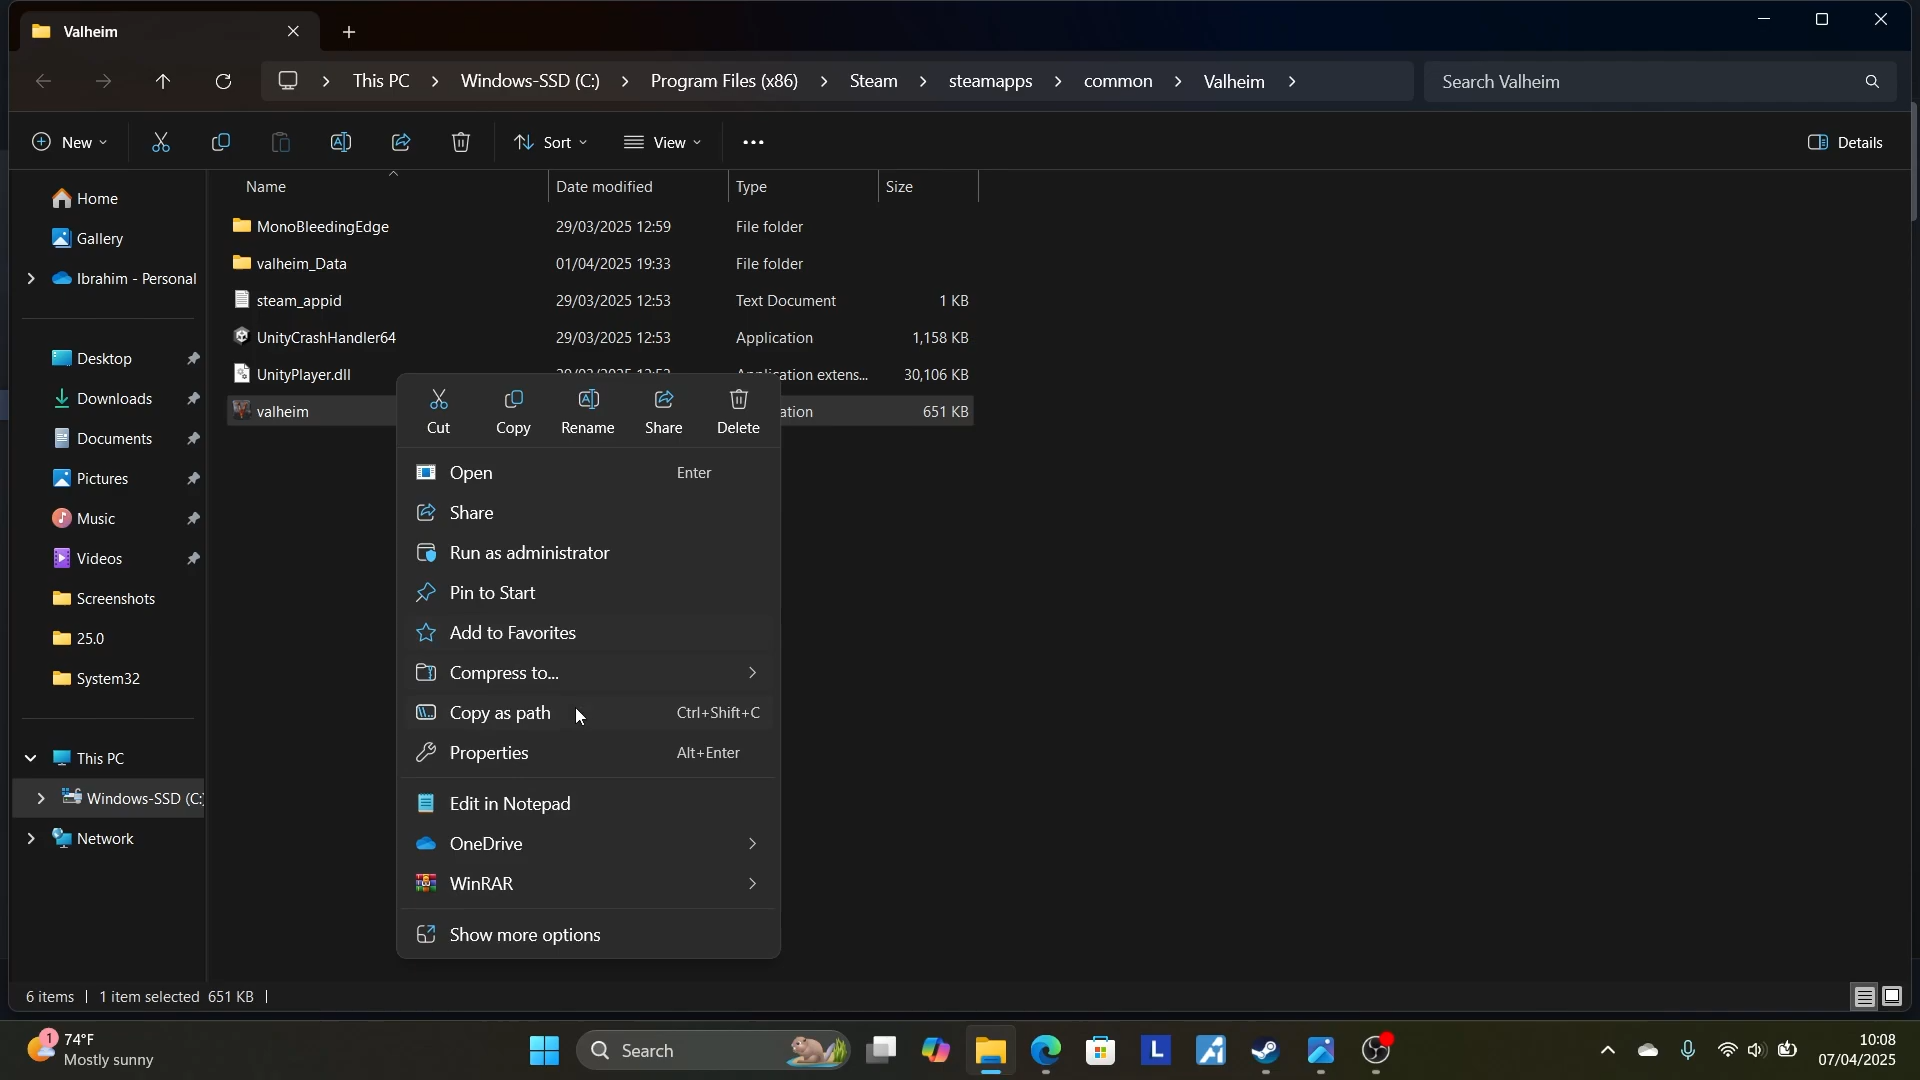 Valheim
This PC > Windows-SSD (C:) > Program Files (x86) > Steam > steamapps > common > Valheim >
Search Valheim
New
Sort
View
Details
Name Date modified Type Size
MonoBleedingEdge 29/03/2025 12:59 File folder
valheim_Data 01/04/2025 19:33 File folder
steam_appid 29/03/2025 12:53 Text Document 1 KB
UnityCrashHandler64 29/03/2025 12:53 Application 1,158 KB
UnityPlayer.dll extens... 30,106 KB
valheim ation 651 KB
Home
Gallery
Ibrahim - Personal
Desktop
Downloads
Documents
Pictures
Music
Videos
Screenshots
25.0
System32
This PC
Windows-SSD (C:)
Network
Cut Copy Rename Share Delete
Open Enter
Share
Run as administrator
Pin to Start
Add to Favorites
Compress to...
Copy as path Ctrl+Shift+C
Properties Alt+Enter
Edit in Notepad
OneDrive
WinRAR
Show more options
6 items | 1 item selected 651 KB |
1
74°F
Mostly sunny
Search
L
10:08
07/04/2025